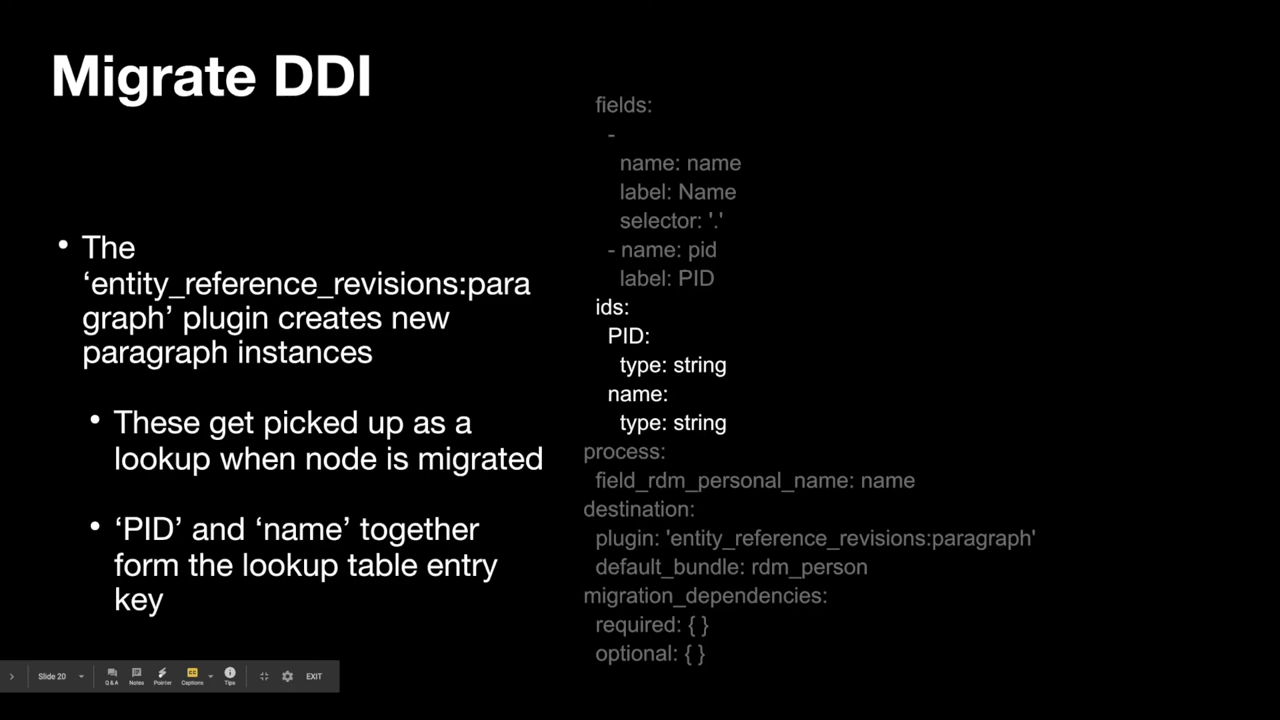 Migrate DDI
• The
‘entity_reference_revisions:para
graph’ plugin creates new
paragraph instances
• These get picked up as a
lookup when node is migrated
• ‘PID’ and ‘name’ together
form the lookup table entry
key
fields:
-
name: name
label: Name
selector: '.'
- name: pid
label: PID
ids:
PID:
type: string
name:
type: string
process:
field_rdm_personal_name: name
destination:
plugin: 'entity_reference_revisions:paragraph'
default_bundle: rdm_person
migration_dependencies:
required: { }
optional: { }
Slide 20
Q&A
Notes
Pointer
CC
Captions
Tips
EXIT